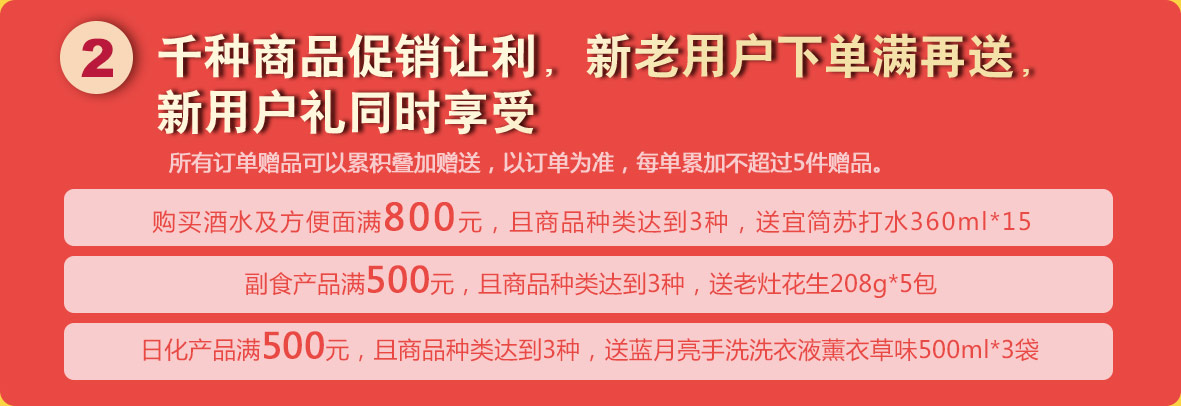 2
千种商品促销让利，新老用户下单满再送，
新用户礼同时享受
所有订单赠品可以累积叠加赠送，以订单为准，每单累加不超过5件赠品。
购买酒水及方便面满800元，且商品种类达到3种，送宜简苏打水360ml*15
副食产品满500元，且商品种类达到3种，送老灶花生208g*5包
日化产品满500元，且商品种类达到3种，送蓝月亮手洗洗衣液薰衣草味500ml*3袋